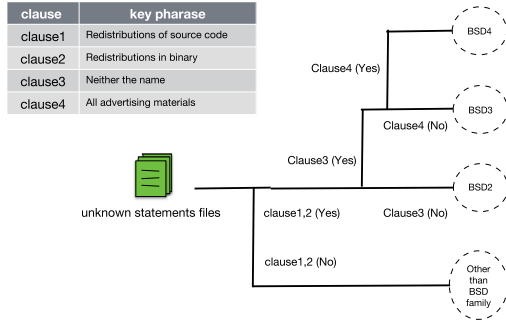 clause key pharase
clause1 Redistributions of source code
clause2 Redistributions in binary
clause3 Neither the name
clause4 All advertising materials
BSD4
Clause4 (Yes)
BSD3
Clause4 (No)
Clause3 (Yes)
BSD2
unknown statements files
clause1,2 (Yes)
Clause3 (No)
clause1,2 (No)
Other
than
BSD
family